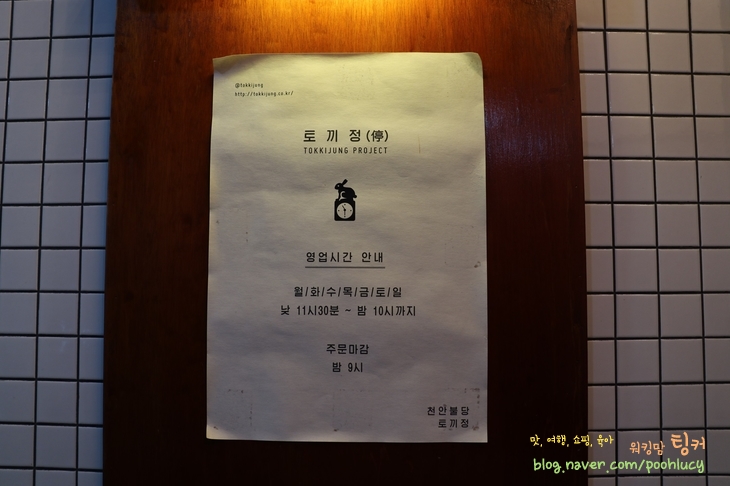 @tokkijung
http://tokkijung.co.kr/
토끼정(停)
TOKKIJUNG PROJECT
영업시간 안내
월/화/수/목/금/토/일
낮 11시30분 ~ 밤 10시까지
주문마감
밤 9시
천안불당
토끼정
맛, 여행, 쇼핑, 육아 워킹맘 팅커
blog.naver.com/poohlucy